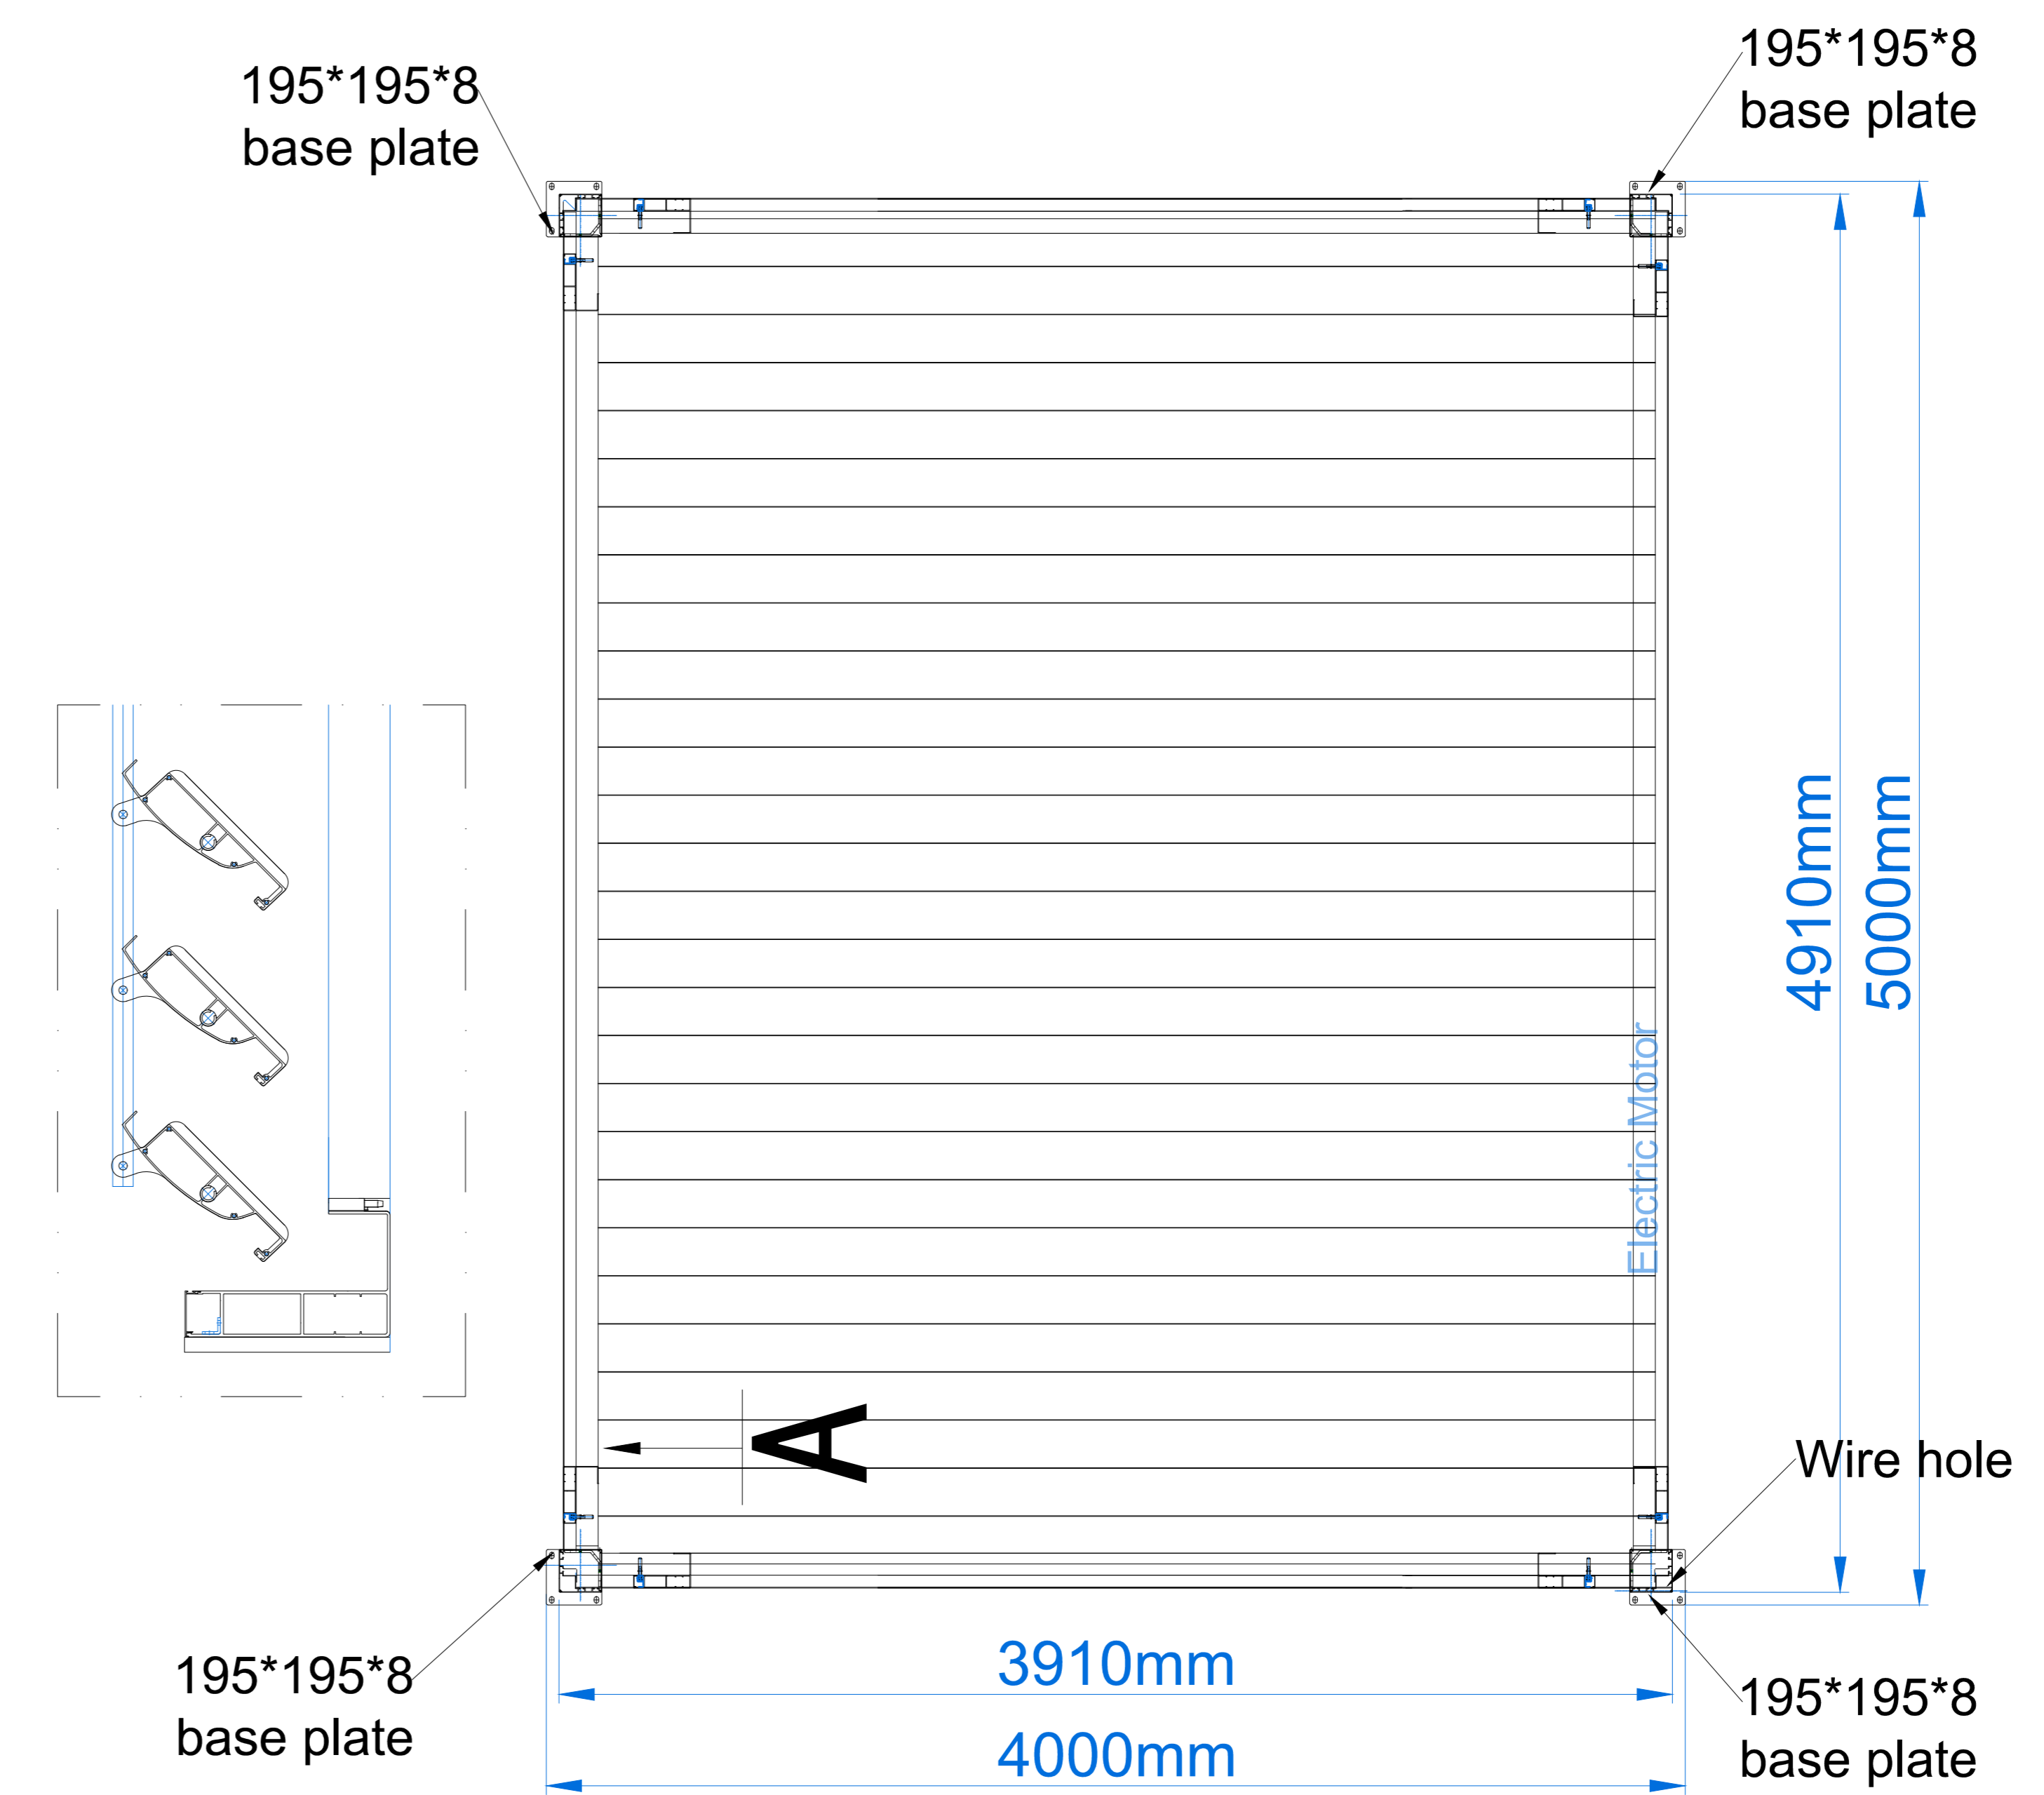 195*195*8
base plate
195*195*8
base plate
4910mm
5000mm
Electric Motor
A
Wire hole
3910mm
4000mm
195*195*8
base plate
195*195*8
base plate